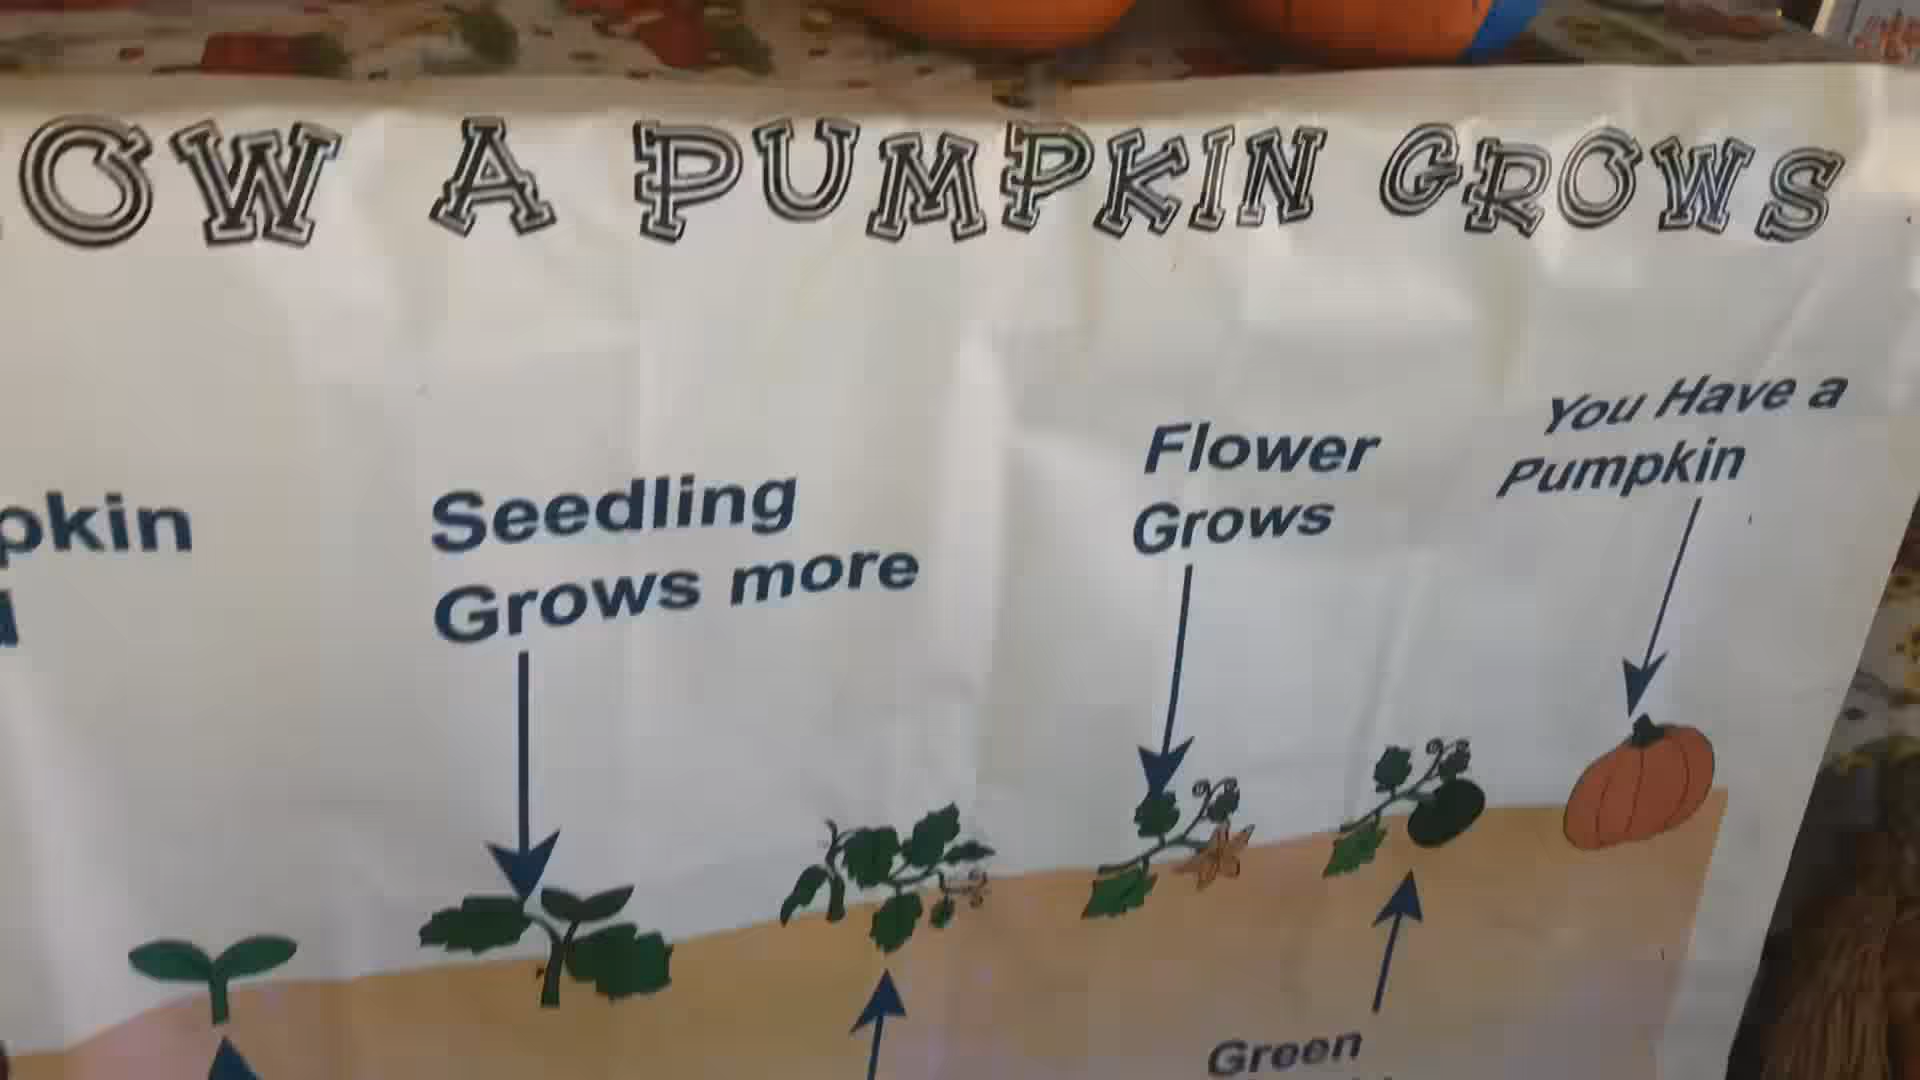 OW A PUMPKIN GROWS
pkin
Seedling
Grows more
Flower
Grows
You Have a
Pumpkin
Green